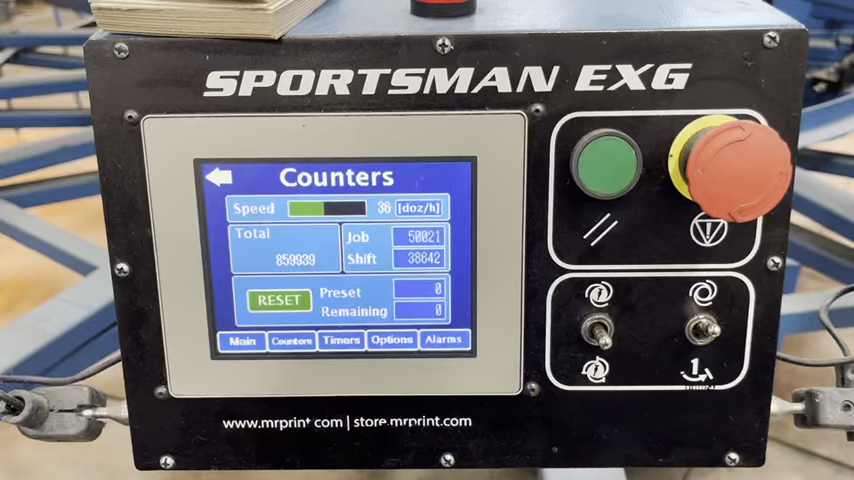 SPORTSMAN EXG
Counters
Speed 36 [doz/h]
Total
859939
Job 50021
Shift 38642
RESET
Preset 0
Remaining 0
Main Counters Timers Options Alarms
1
www.mrprint.com | store.mrprint.com